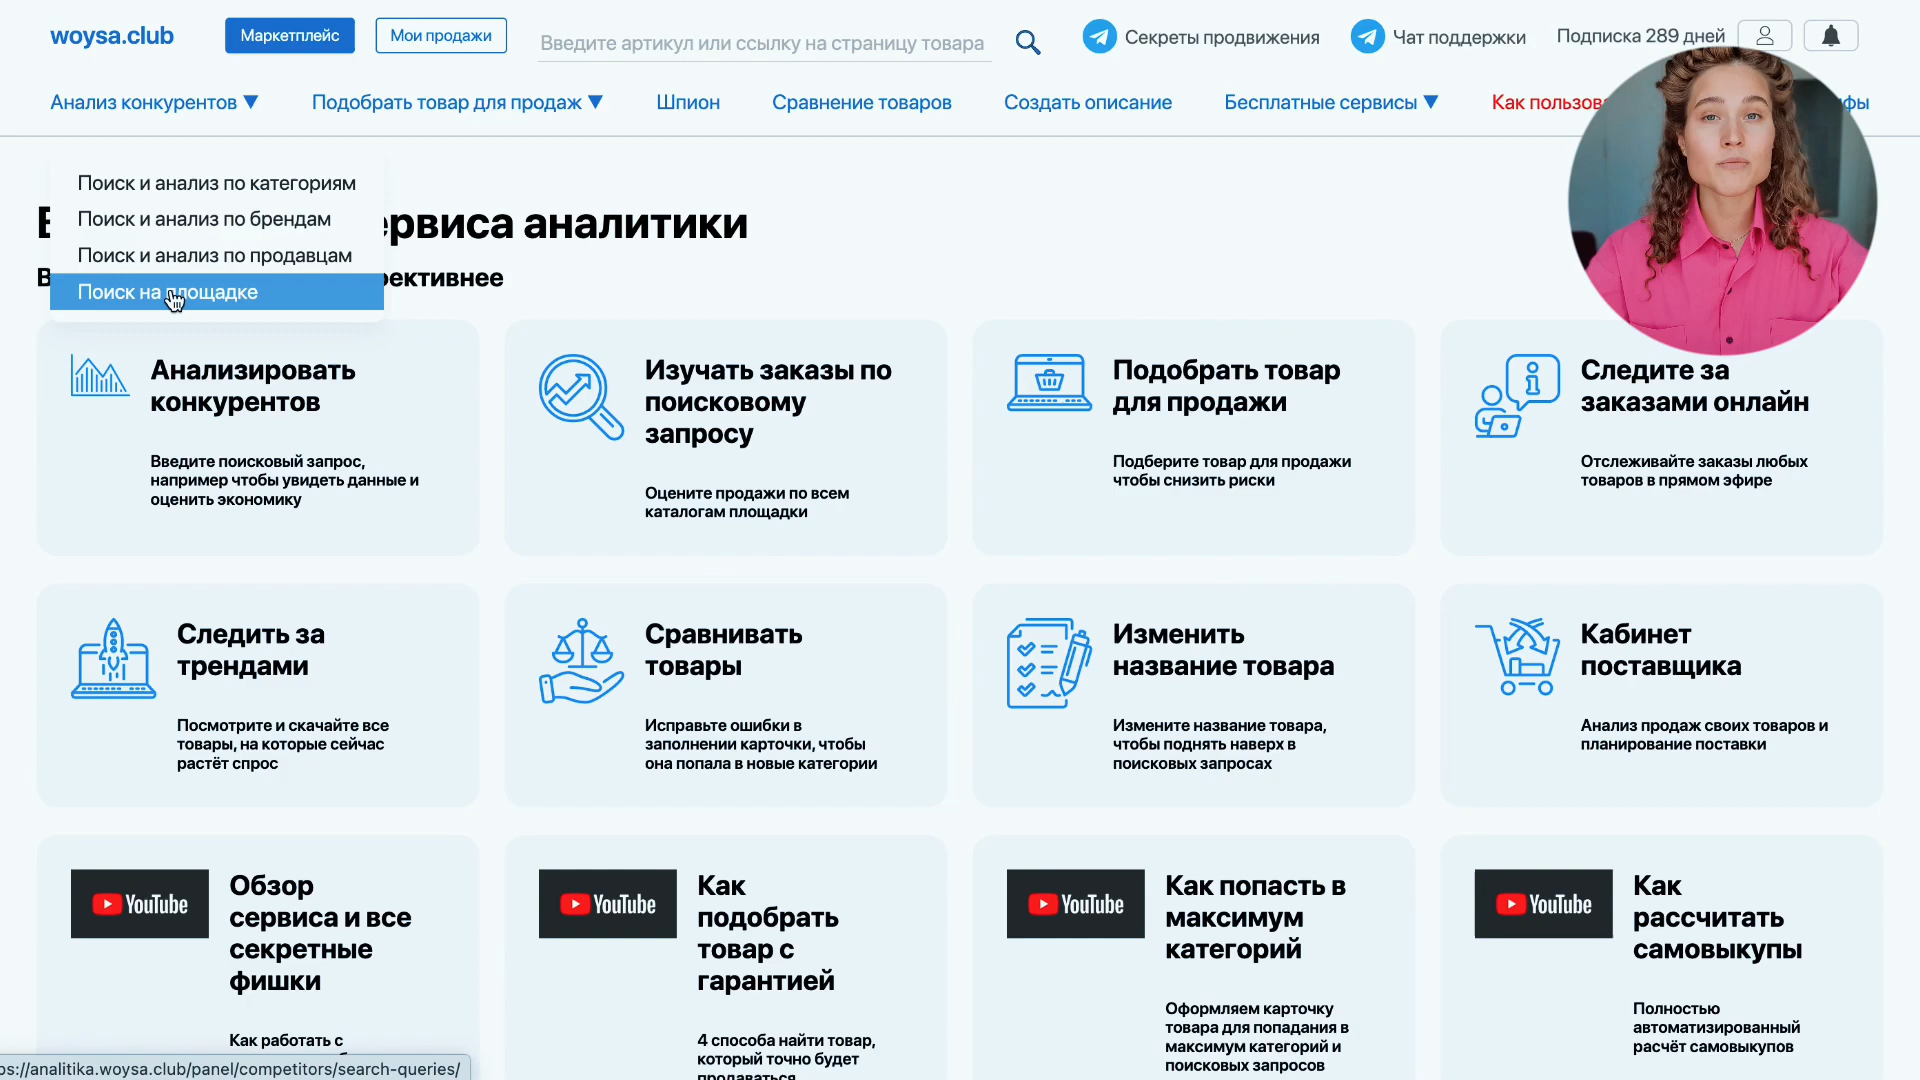 woysa.club
Маркетплейс
Мои продажи
Введите артикул или ссылку на страницу товара
Секреты продвижения
Чат поддержки
Подписка 289 дней
Анализ конкурентов ▼
Подобрать товар для продаж ▼
Шпион
Сравнение товаров
Создать описание
Бесплатные сервисы ▼
Как
Поиск и анализ по категориям
Поиск и анализ по брендам
Поиск и анализ по продавцам
Поиск на площадке
аналитики
Анализировать
конкурентов
Введите поисковый запрос,
например чтобы увидеть данные и
оценить экономику
Изучать заказы по
поисковому
запросу
Оцените продажи по всем
каталогам площадки
Подобрать товар
для продажи
Подберите товар для продажи
чтобы снизить риски
Следите за
заказами онлайн
Отслеживайте заказы любых
товаров в прямом эфире
Следить за
трендами
Посмотрите и скачайте все
товары, на которые сейчас
растёт спрос
Сравнивать
товары
Исправьте ошибки в
заполнении карточки, чтобы
она попала в новые категории
Изменить
название товара
Измените название товара,
чтобы поднять наверх в
поисковых запросах
Кабинет
поставщика
Анализ продаж своих товаров и
планирование поставки
YouTube
Обзор
сервиса и все
секретные
фишки
Как работать с
YouTube
Как
подобрать
товар с
гарантией
4 способа найти товар,
который точно будет
продаваться
YouTube
Как попасть в
максимум
категорий
Оформляем карточку
товара для попадания в
максимум категорий и
поисковых запросов
YouTube
Как
рассчитать
самовыкупы
Полностью
автоматизированный
расчёт самовыкупов
ps://analitika.woysa.club/panel/competitors/search-queries/